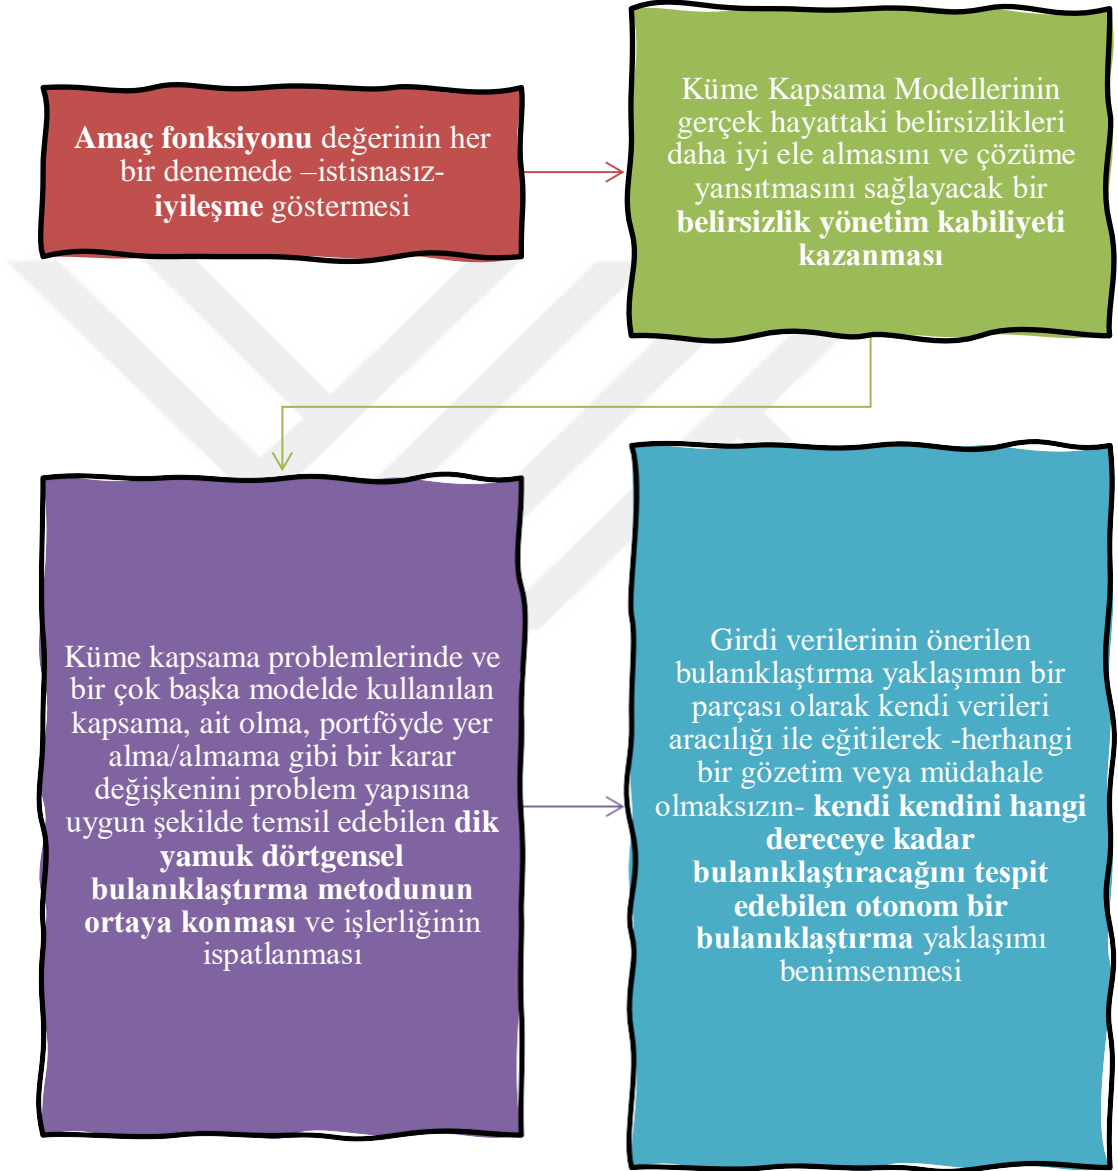 Amaç fonksiyonu değerinin her
bir denemede –istisnasız-
iyileşme göstermesi
Küme Kapsama Modellerinin
gerçek hayattaki belirsizlikleri
daha iyi ele almasını ve çözüme
yansıtmasını sağlayacak bir
belirsizlik yönetim kabiliyeti
kazanması
Küme kapsama problemlerinde ve
bir çok başka modelde kullanılan
kapsama, ait olma, portföyde yer
alma/almama gibi bir karar
değişkenini problem yapısına
uygun şekilde temsil edebilen dik
yamuk dörtgensel
bulanıklaştırma metodunun
ortaya konması ve işlerliğinin
ispatlanması
Girdi verilerinin önerilen
bulanıklaştırma yaklaşımın bir
parçası olarak kendi verileri
aracılığı ile eğitilerek -herhangi
bir gözetim veya müdahale
olmaksızın- kendi kendini hangi
dereceye kadar
bulanıklaştıracağını tespit
edebilen otonom bir
bulanıklaştırma yaklaşımı
benimsenmesi